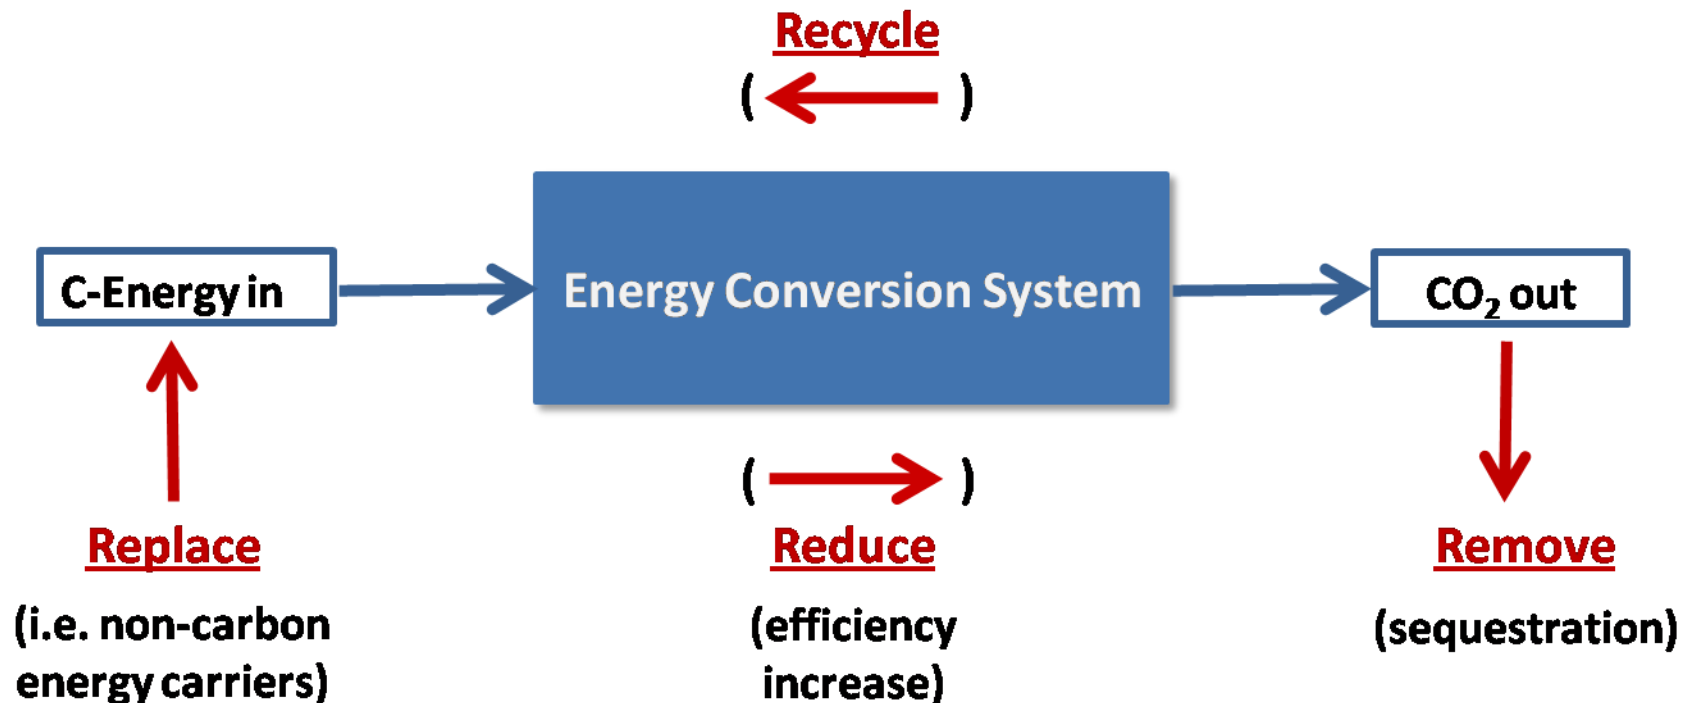 Recycle
( )
C-Energy in
Energy Conversion System
CO₂ out
( )
Replace
Reduce
Remove
(i.e. non-carbon
energy carriers)
(efficiency
increase)
(sequestration)